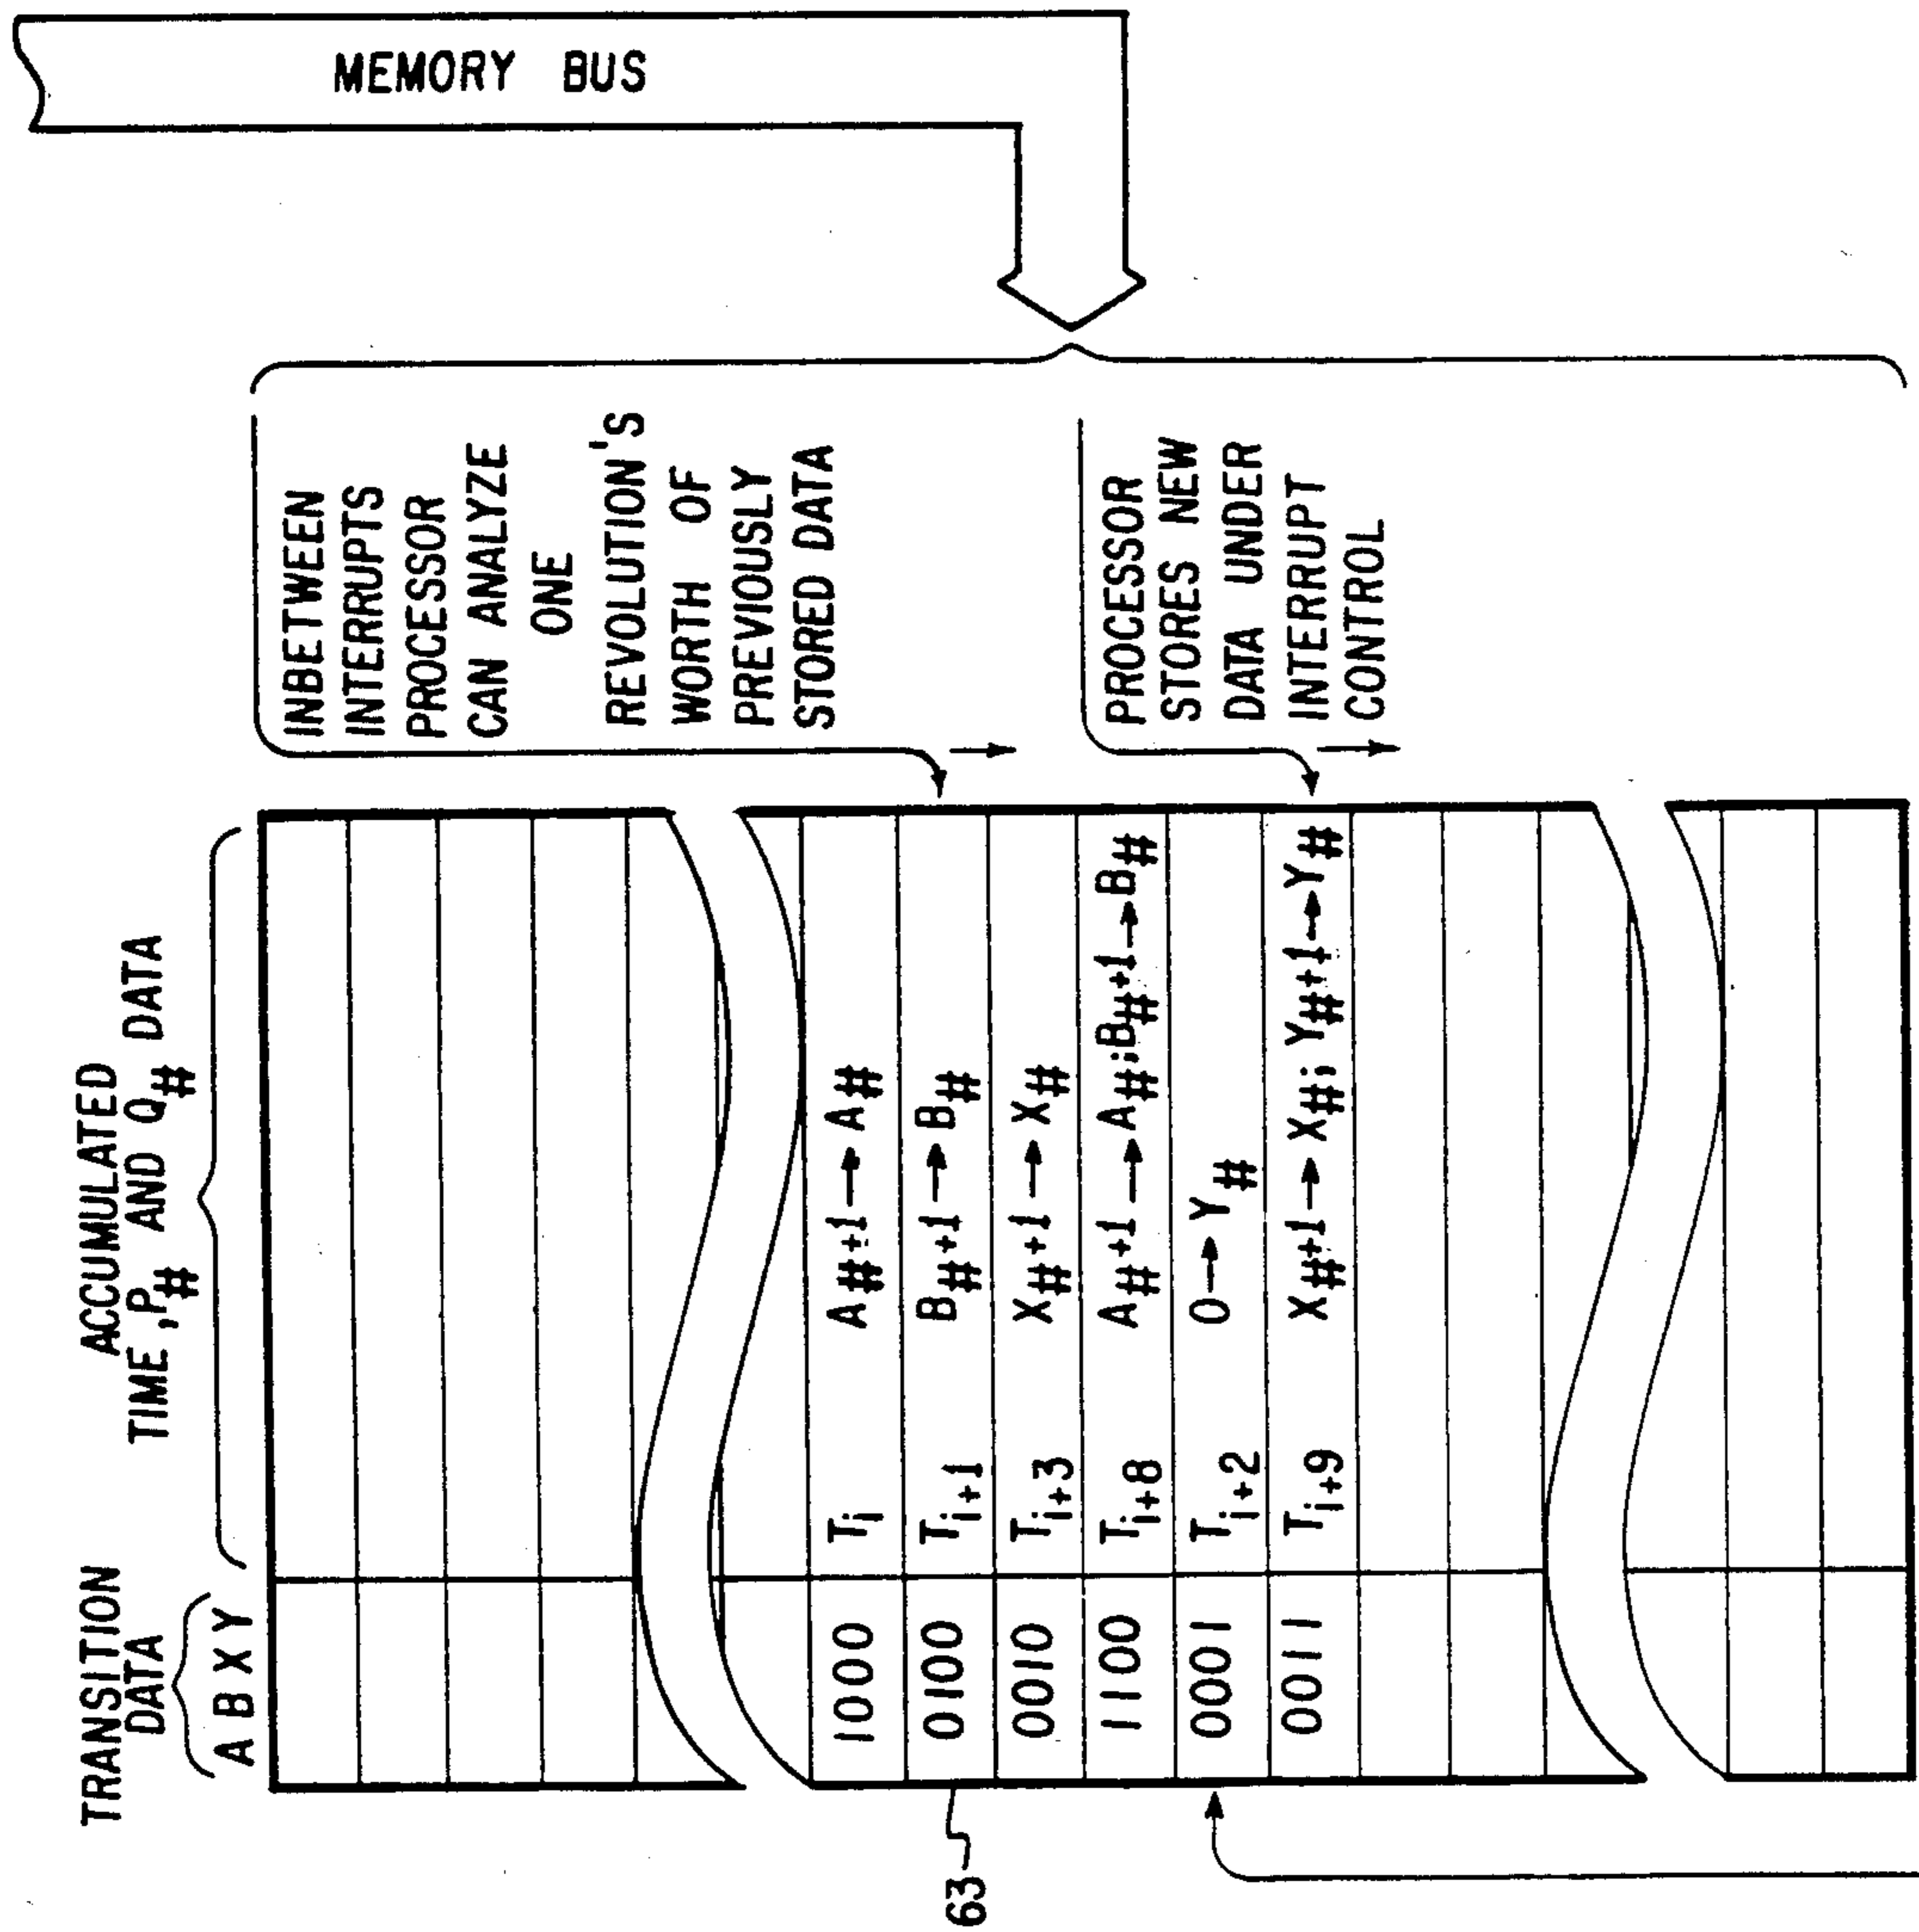 MEMORY BUS
TRANSITION
DATA
A B X Y
ACCUMULATED
TIME, P# AND Q# DATA
INBETWEEN
INTERRUPTS
PROCESSOR
CAN ANALYZE
ONE
REVOLUTION'S
WORTH OF
PREVIOUSLY
STORED DATA
PROCESSOR
STORES NEW
DATA UNDER
INTERRUPT
CONTROL
1000 Ti A#+1→A#
0100 Ti+1 B#+1→B#
0010 Ti+3 X#+1→X#
1100 Ti+8 A#+1→A#;B#+1→B#
0001 Ti+2 0→Y#
0011 Ti+9 X#+1→X#; Y#+1→Y#
63